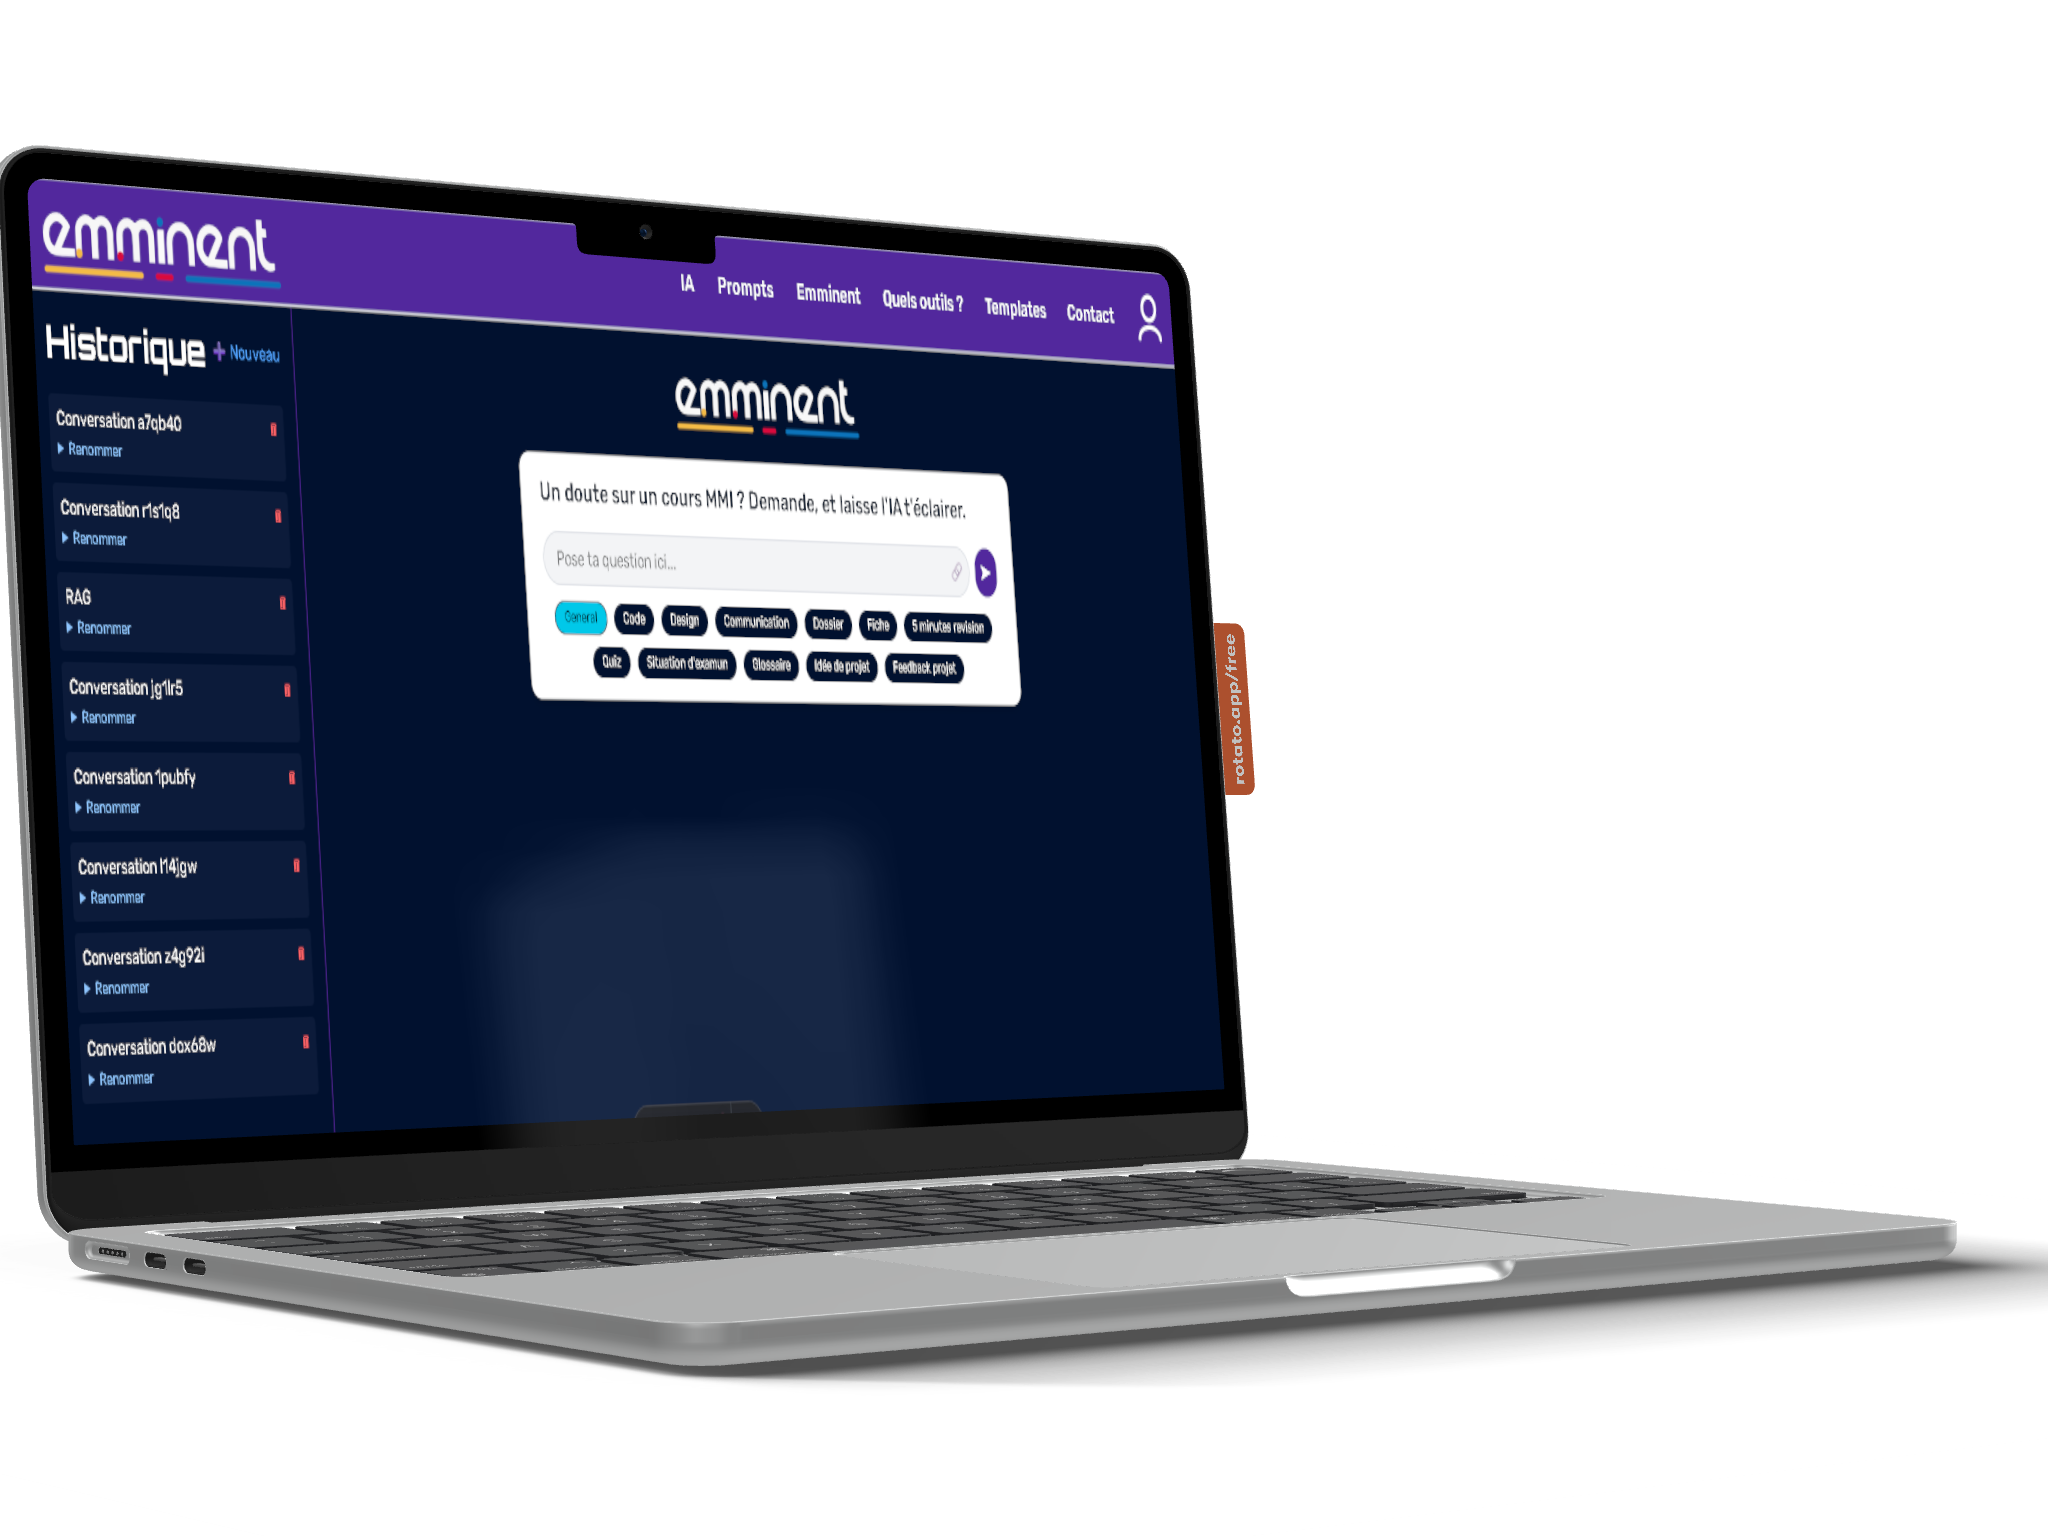 emminent
IA Prompts Emminent Quels outils ? Templates Contact
Historique + Nouveau
Conversation a7qb40
Renommer
Conversation r1s1q8
Renommer
RAG
Renommer
Conversation jg1lr5
Renommer
Conversation 1pubfy
Renommer
Conversation l14jgw
Renommer
Conversation z4g92i
Renommer
Conversation dox68w
Renommer
emminent
Un doute sur un cours MMI ? Demande, et laisse l'IA t'éclairer.
Pose ta question ici...
General Code Design Communication Dossier Fiche 5 minutes revision
Quiz Situation d'examun Glossaire Idée de projet Feedback projet
rotato.app/free